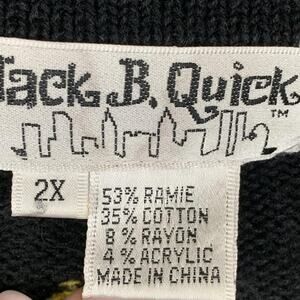 Jack B. Quick
TM
2X
53% RAMIE
35% COTTON
8% RAYON
4% ACRYLIC
MADE IN CHINA